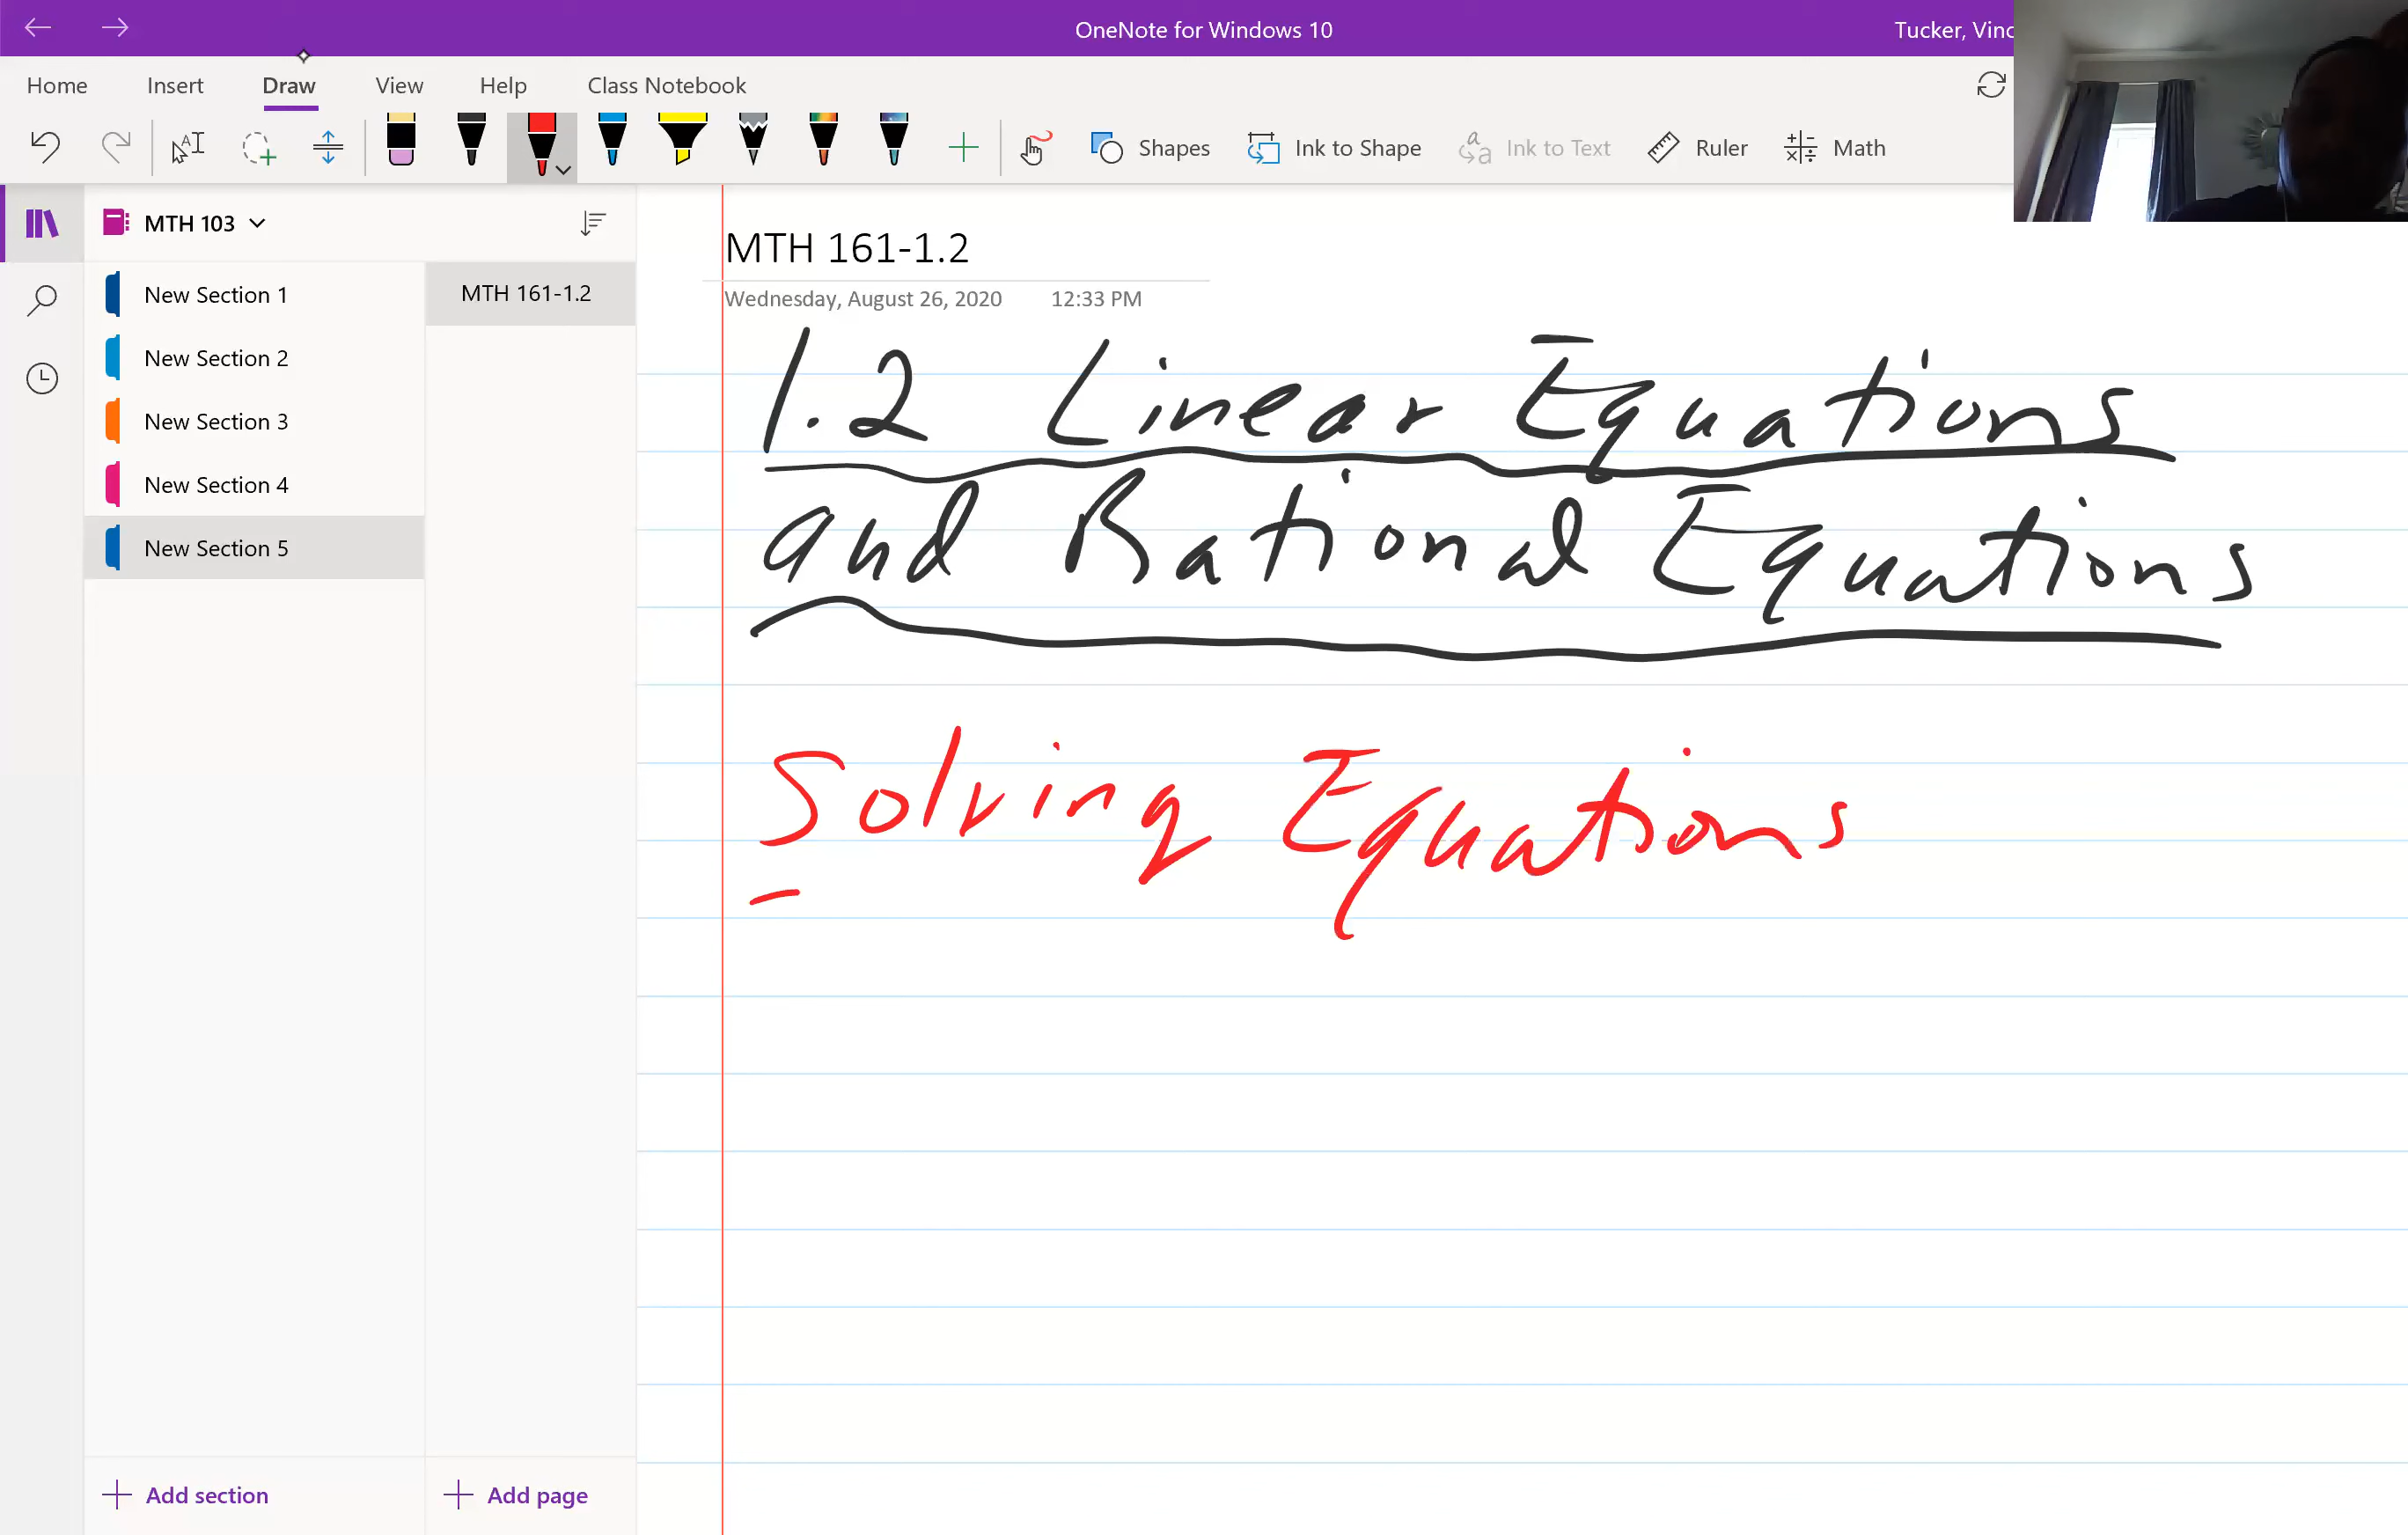 OneNote for Windows 10
Tucker, Vinc
Home Insert Draw View Help Class Notebook
Shapes Ink to Shape Ink to Text Ruler Math
MTH 103
New Section 1
New Section 2
New Section 3
New Section 4
New Section 5
Add section
MTH 161-1.2
Add page
MTH 161-1.2
Wednesday, August 26, 2020 12:33 PM
1.2 Linear Equations
and Rational Equations
Solving Equations